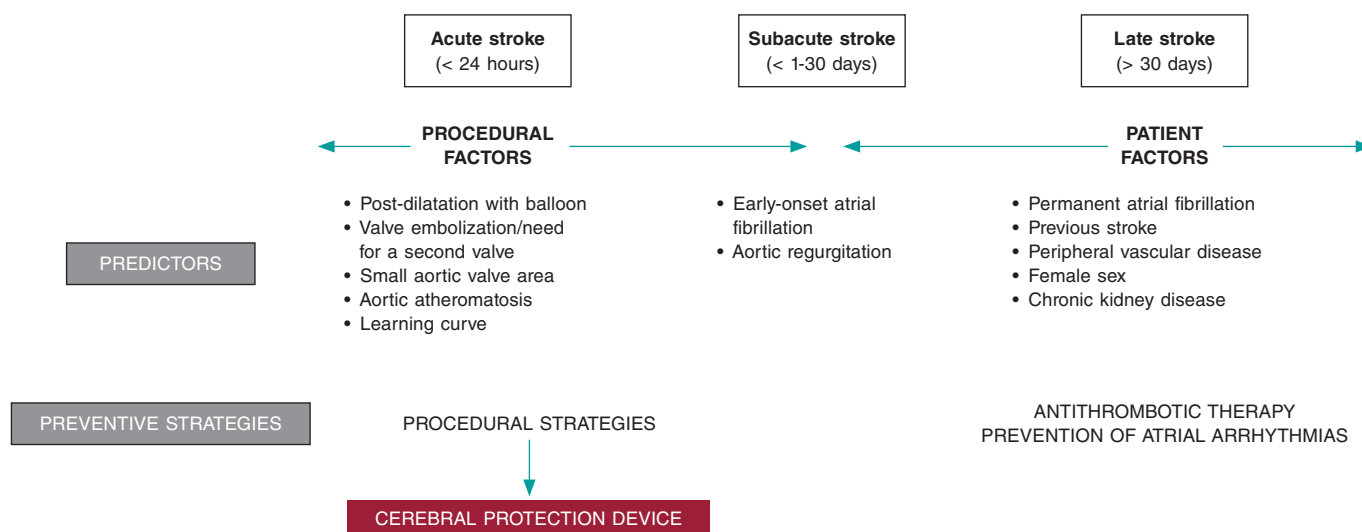 Acute stroke
(< 24 hours)
Subacute stroke
(< 1-30 days)
Late stroke
(> 30 days)
PROCEDURAL
FACTORS
PATIENT
FACTORS
PREDICTORS
• Post-dilatation with balloon
• Valve embolization/need
for a second valve
• Small aortic valve area
• Aortic atheromatosis
• Learning curve
• Early-onset atrial
fibrillation
• Aortic regurgitation
• Permanent atrial fibrillation
• Previous stroke
• Peripheral vascular disease
• Female sex
• Chronic kidney disease
PREVENTIVE STRATEGIES
PROCEDURAL STRATEGIES
ANTITHROMBOTIC THERAPY
PREVENTION OF ATRIAL ARRHYTHMIAS
CEREBRAL PROTECTION DEVICE